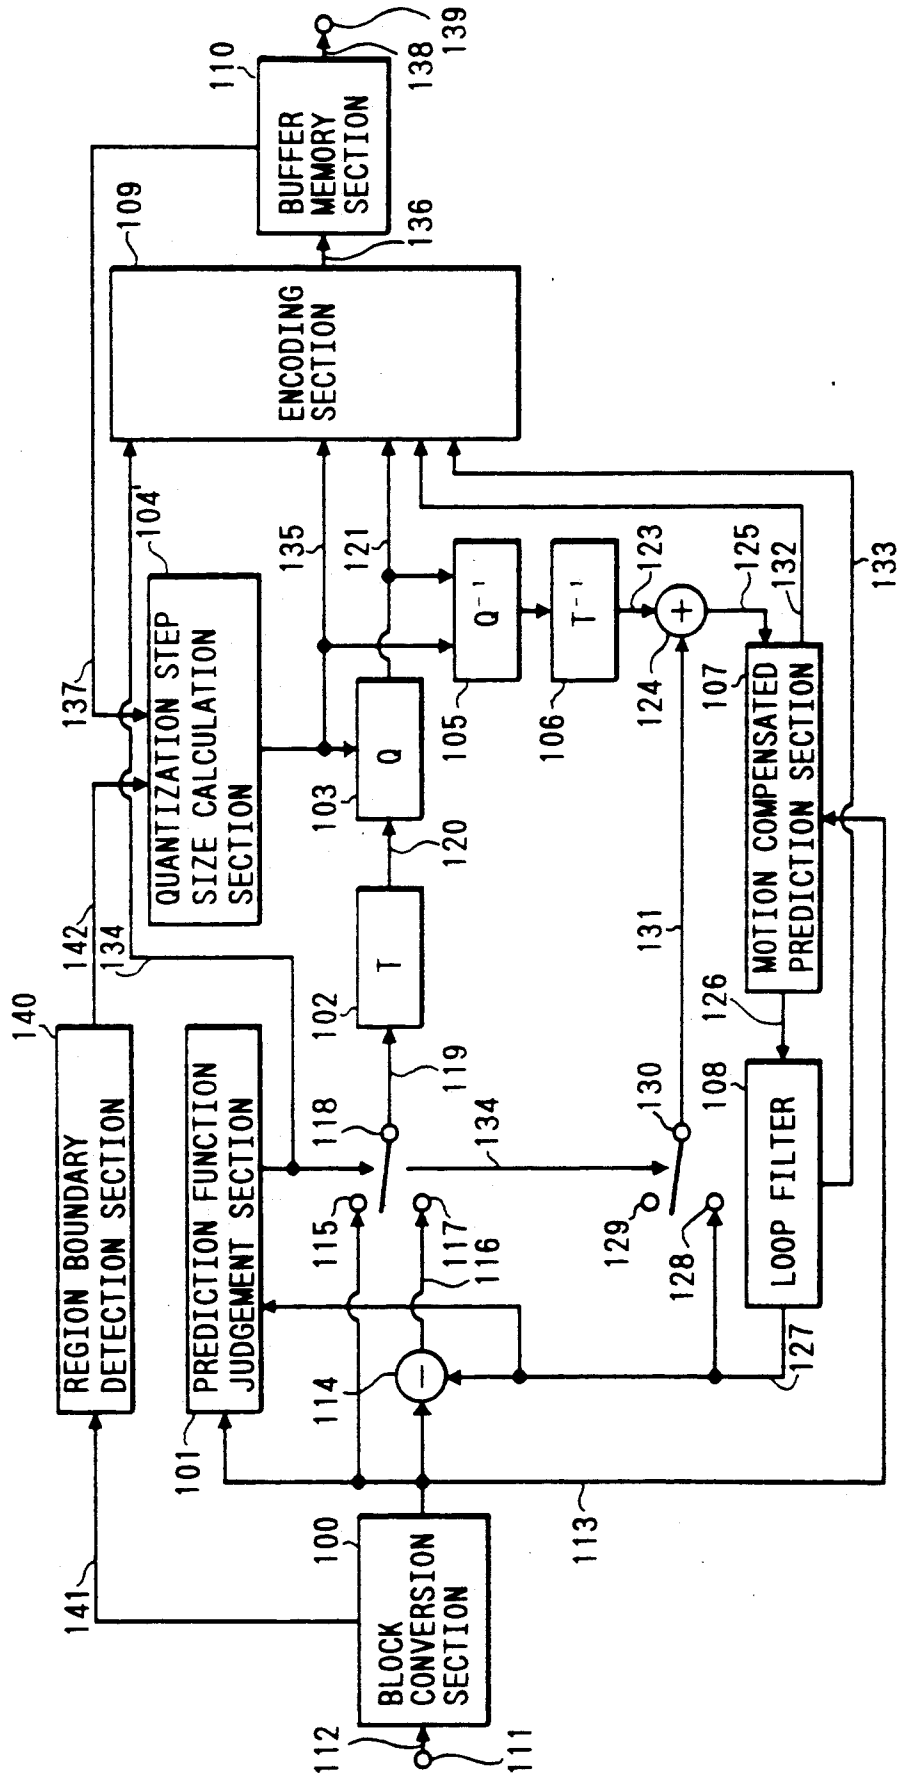 141
REGION BOUNDARY
DETECTION SECTION
140
142
137
134
PREDICTION FUNCTION
JUDGEMENT SECTION
101
QUANTIZATION STEP
SIZE CALCULATION
SECTION
104
109
ENCODING
SECTION
110
BUFFER
MEMORY
SECTION
136
138
139
112
111
BLOCK
CONVERSION
SECTION
100
113
114
-
115
116
117
118
119
T
102
120
Q
103
135
121
Q-1
105
T-1
106
123
+
124
125
134
129
128
130
131
127
LOOP FILTER
108
126
MOTION COMPENSATED
PREDICTION SECTION
107
132
133